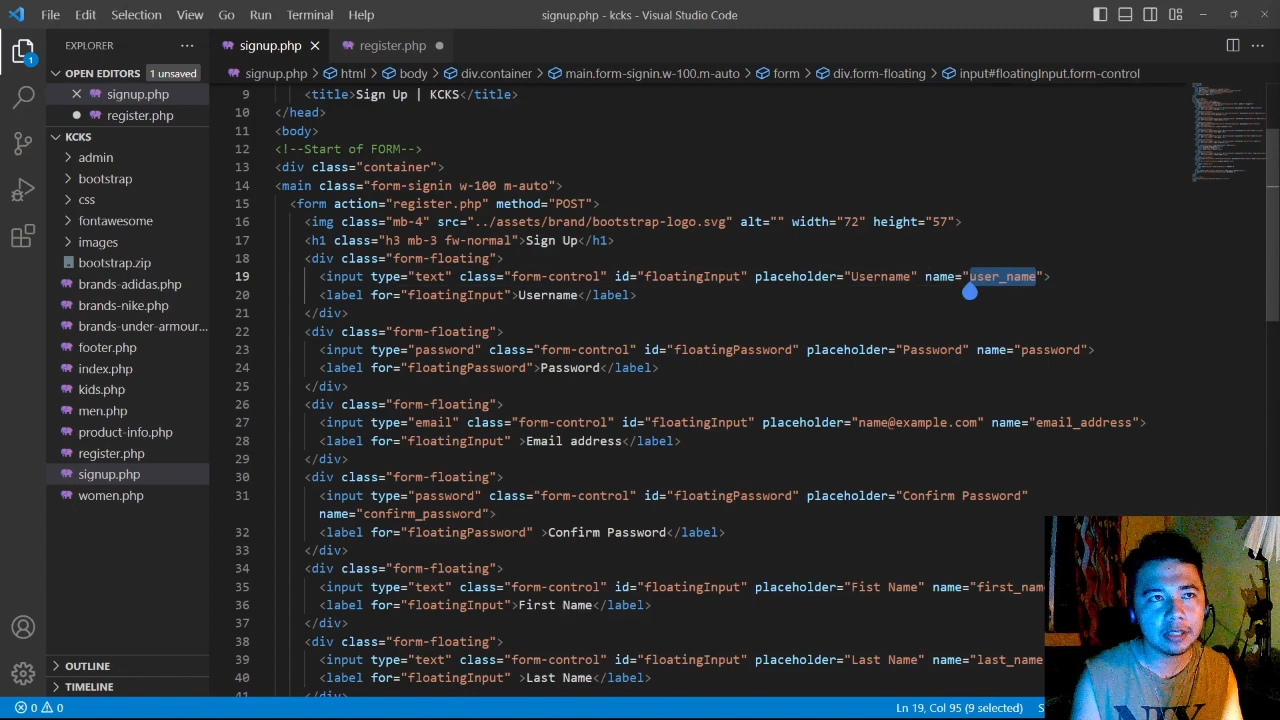 File Edit Selection View Go Run Terminal Help
signup.php - kcks - Visual Studio Code
EXPLORER
signup.php
register.php
OPEN EDITORS
1 unsaved
signup.php > html > body > div.container > main.form-signin.w-100.m-auto > form > div.form-floating > input#floatingInput.form-control
signup.php
register.php
KCKS
admin
bootstrap
css
fontawesome
images
bootstrap.zip
brands-adidas.php
brands-nike.php
brands-under-armour...
footer.php
index.php
kids.php
men.php
product-info.php
register.php
signup.php
women.php
OUTLINE
TIMELINE
1
9 <title>Sign Up | KCKS</title>
10 </head>
11 <body>
12 <!--Start of FORM-->
13 <div class="container">
14 <main class="form-signin w-100 m-auto">
15 <form action="register.php" method="POST">
16 <img class="mb-4" src="../assets/brand/bootstrap-logo.svg" alt="" width="72" height="57">
17 <h1 class="h3 mb-3 fw-normal">Sign Up</h1>
18 <div class="form-floating">
19 <input type="text" class="form-control" id="floatingInput" placeholder="Username" name="user_name">
20 <label for="floatingInput">Username</label>
21 </div>
22 <div class="form-floating">
23 <input type="password" class="form-control" id="floatingPassword" placeholder="Password" name="password">
24 <label for="floatingPassword">Password</label>
25 </div>
26 <div class="form-floating">
27 <input type="email" class="form-control" id="floatingInput" placeholder="name@example.com" name="email_address">
28 <label for="floatingInput" >Email address</label>
29 </div>
30 <div class="form-floating">
31 <input type="password" class="form-control" id="floatingPassword" placeholder="Confirm Password"
name="confirm_password">
32 <label for="floatingPassword" >Confirm Password</label>
33 </div>
34 <div class="form-floating">
35 <input type="text" class="form-control" id="floatingInput" placeholder="Fist Name" name="first_nam
36 <label for="floatingInput">First Name</label>
37 </div>
38 <div class="form-floating">
39 <input type="text" class="form-control" id="floatingInput" placeholder="Last Name" name="last_name
40 <label for="floatingInput" >Last Name</label>
41 </div>
0 0
Ln 19, Col 95 (9 selected)